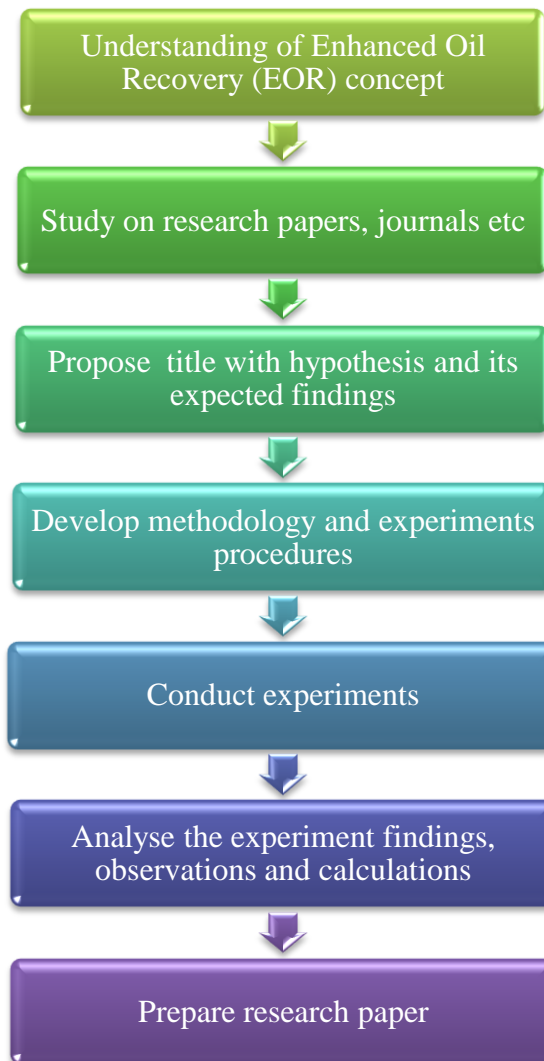 Understanding of Enhanced Oil
Recovery (EOR) concept
Study on research papers, journals etc
Propose title with hypothesis and its
expected findings
Develop methodology and experiments
procedures
Conduct experiments
Analyse the experiment findings,
observations and calculations
Prepare research paper